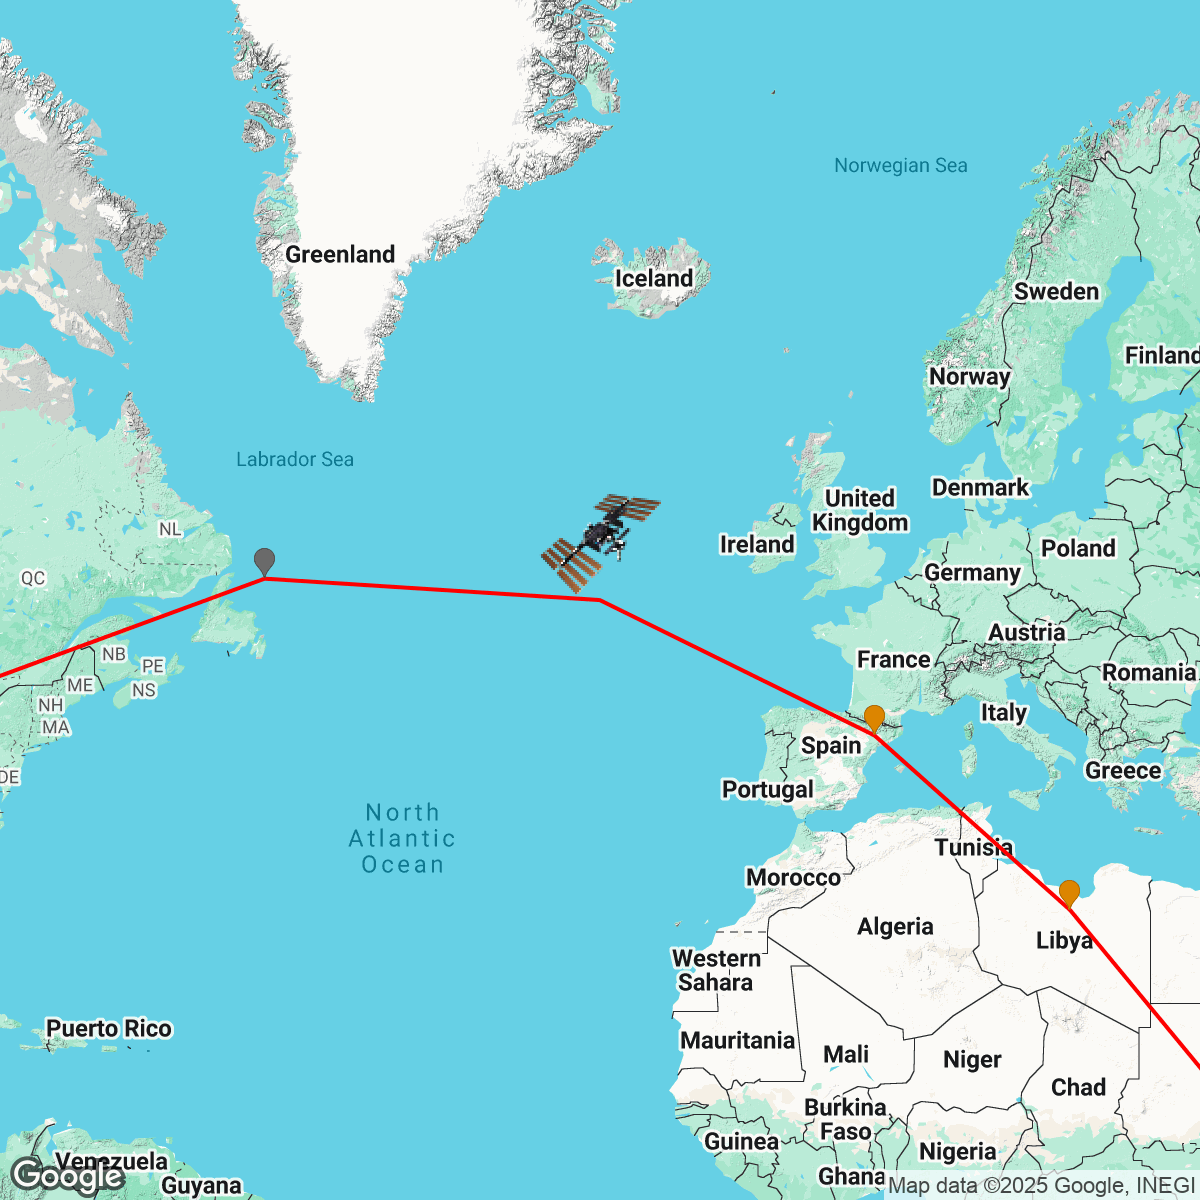 Norwegian Sea
Greenland
Iceland
Sweden
Finland
Norway
Labrador Sea
Denmark
United
Kingdom
NL
Ireland
Poland
Germany
QC
Austria
NB
France
PE
Romania
ME
NS
NH
Italy
MA
Spain
Greece
DE
Portugal
North
Atlantic
Ocean
Tunisia
Morocco
Algeria
Libya
Western
Sahara
Puerto Rico
Mauritania
Mali
Niger
Chad
Burkina
Faso
Guinea
Nigeria
Venezuela
Ghana
Guyana
Google
Map data ©2025 Google, INEGI